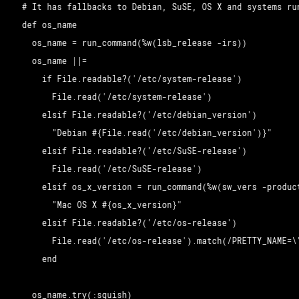 # It has fallbacks to Debian, SuSE, OS X and systems
def os_name
os_name = run_command(%w(lsb_release -irs))
os_name ||=
if File.readable?('/etc/system-release')
File.read('/etc/system-release')
elsif File.readable?('/etc/debian_version')
"Debian #{File.read('/etc/debian_version')}"
elsif File.readable?('/etc/SuSE-release')
File.read('/etc/SuSE-release')
elsif os_x_version = run_command(%w(sw_vers -product
"Mac OS X #{os_x_version}"
elsif File.readable?('/etc/os-release')
File.read('/etc/os-release').match(/PRETTY_NAME=\"
end
os_name.try(:squish)